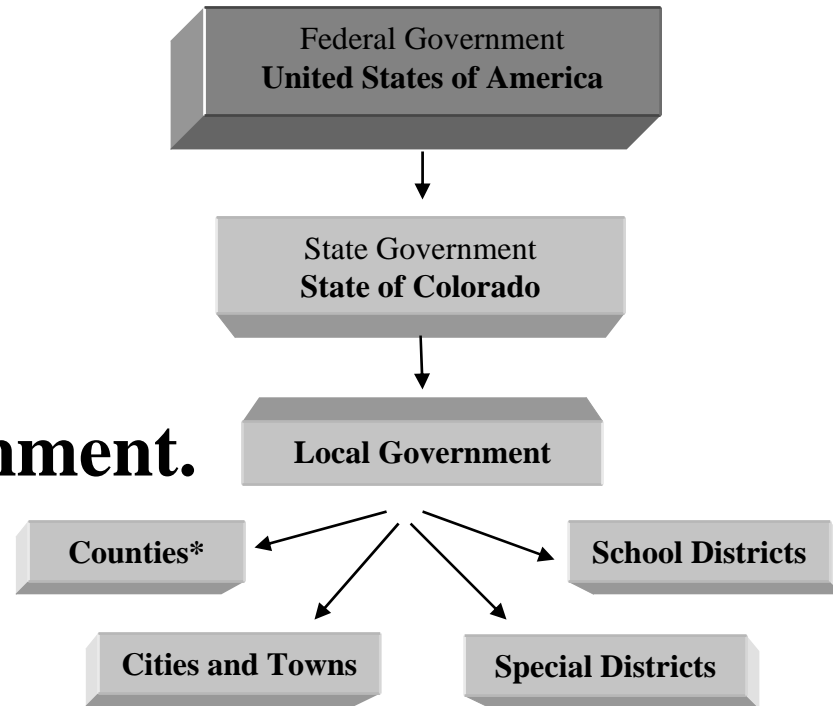 Federal Government
United States of America
State Government
State of Colorado
nment.
Local Government
Counties*
School Districts
Cities and Towns
Special Districts